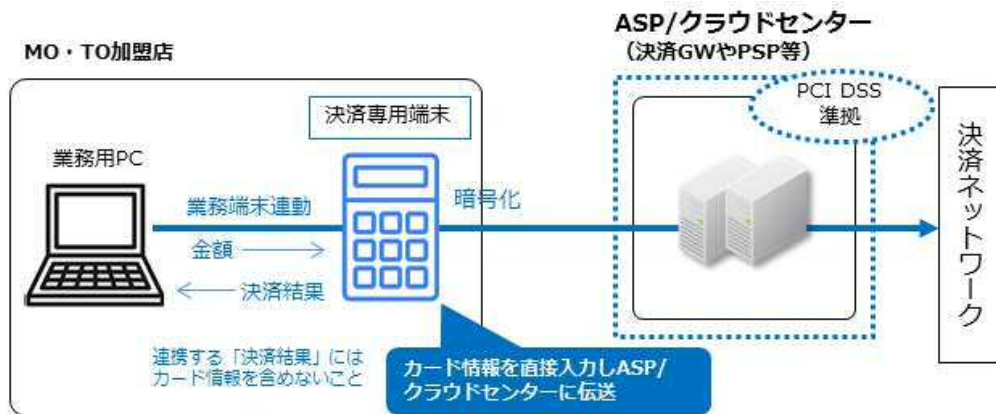 ASP/クラウドセンター
（決済GWやPSP等）
MO・TO加盟店
PCI DSS
準拠
決済専用端末
業務用PC
業務端末連動
暗号化
金額
決済結果
決済ネットワーク
連携する「決済結果」には
カード情報を含めないこと
カード情報を直接入力しASP/
クラウドセンターに伝送